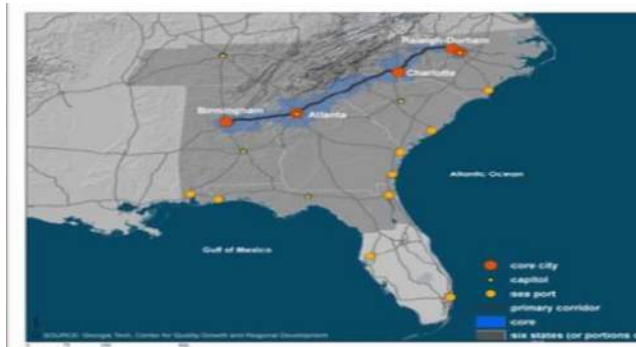 Raleigh-Durham
Charlotte
Birmingham
Atlanta
Atlantic Ocean
Gulf of Mexico
core city
capitol
sea port
primary corridor
core
six states (or portions
SOURCE: Georgia Tech, Center for Quality Growth and Regional Development